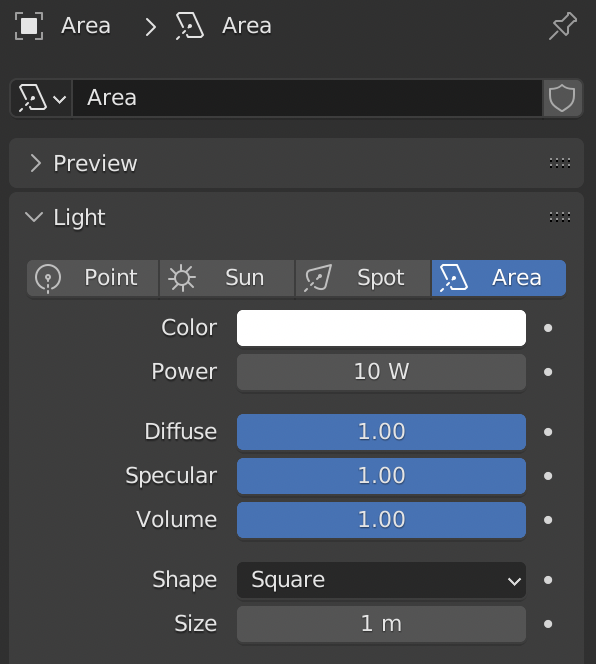 Area Area
Area
Preview
Light
Point Sun Spot Area
Color
Power 10 W
Diffuse 1.00
Specular 1.00
Volume 1.00
Shape Square
Size 1 m